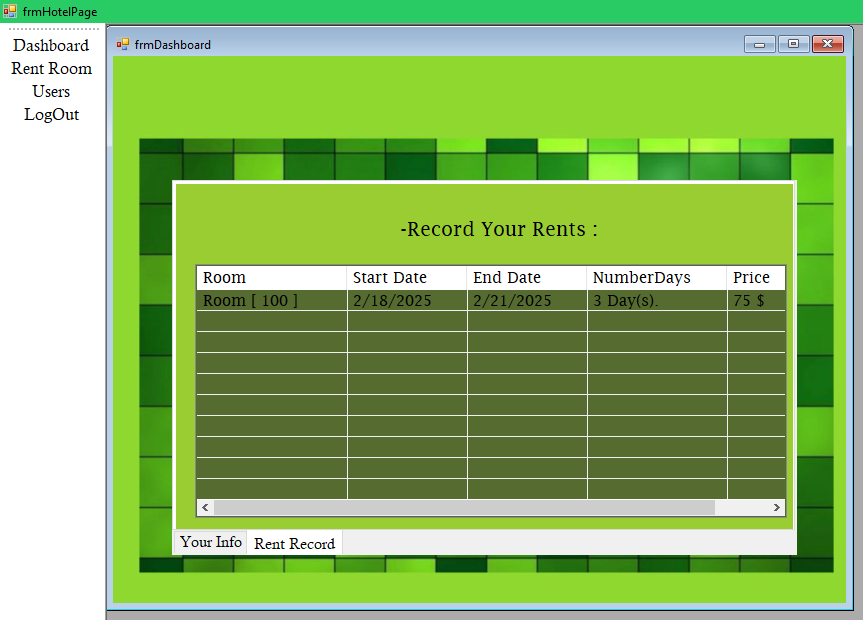 frmHotelPage
Dashboard
Rent Room
Users
LogOut
frmDashboard
-Record Your Rents :
Room Start Date End Date NumberDays Price
Room [ 100 ] 2/18/2025 2/21/2025 3 Day(s). 75 $
Your Info Rent Record